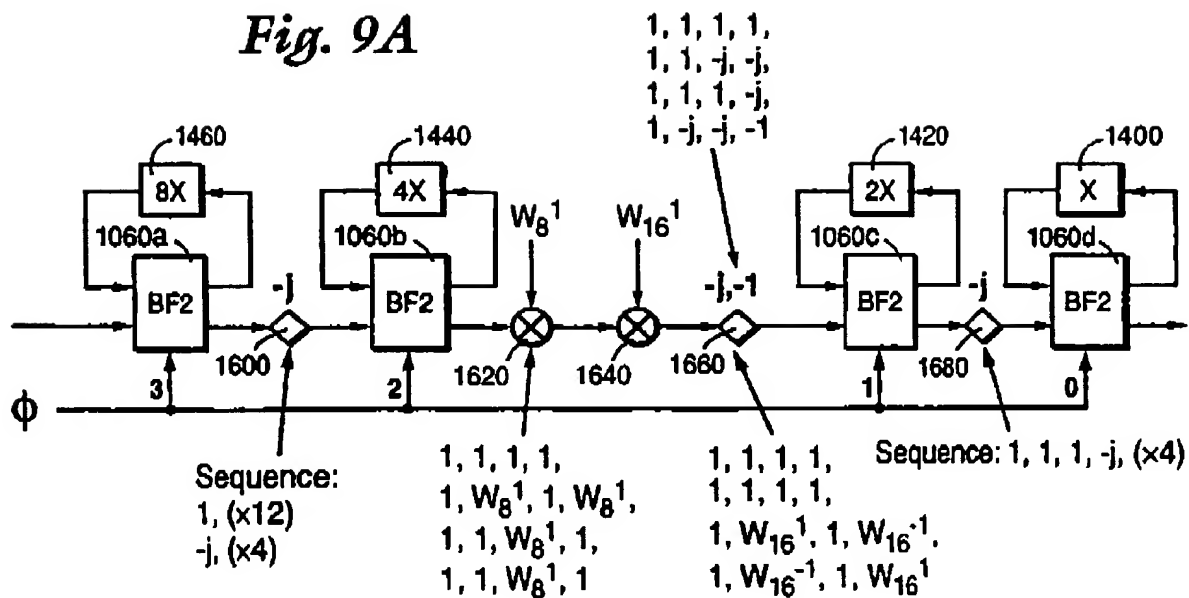 Fig. 9A
1, 1, 1, 1,
1, 1, -j, -j,
1, 1, 1, -j,
1, -j, -j, -1
1460
8X
1440
4X
1420
2X
1400
X
1060a
BF2
-j
1600
1060b
BF2
W8^1
1620
W16^1
1640
-j,-1
1660
1060c
BF2
-j
1680
1060d
BF2
ϕ
3
2
1
0
Sequence:
1, (x12)
-j, (x4)
1, 1, 1, 1,
1, W8^1, 1, W8^1,
1, 1, W8^1, 1,
1, 1, W8^1, 1
1, 1, 1, 1,
1, 1, 1, 1,
1, W16^1, 1, W16^-1,
1, W16^-1, 1, W16^1
Sequence: 1, 1, 1, -j, (x4)